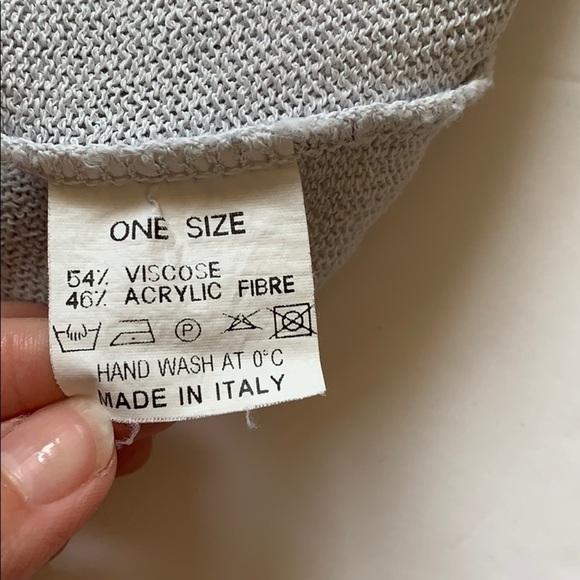 ONE SIZE
54% VISCOSE
46% ACRYLIC FIBRE
P
HAND WASH AT 0°C
MADE IN ITALY